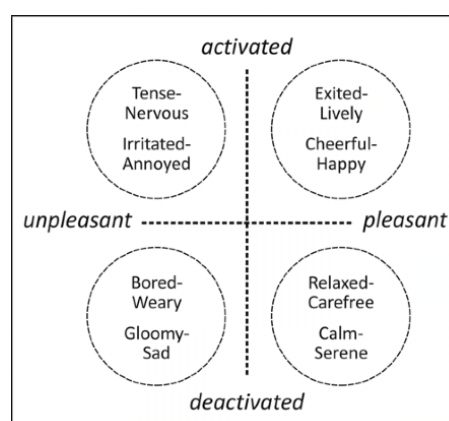 activated
Tense-
Nervous
Irritated-
Annoyed
Exited-
Lively
Cheerful-
Happy
unpleasant
pleasant
Bored-
Weary
Gloomy-
Sad
Relaxed-
Carefree
Calm-
Serene
deactivated